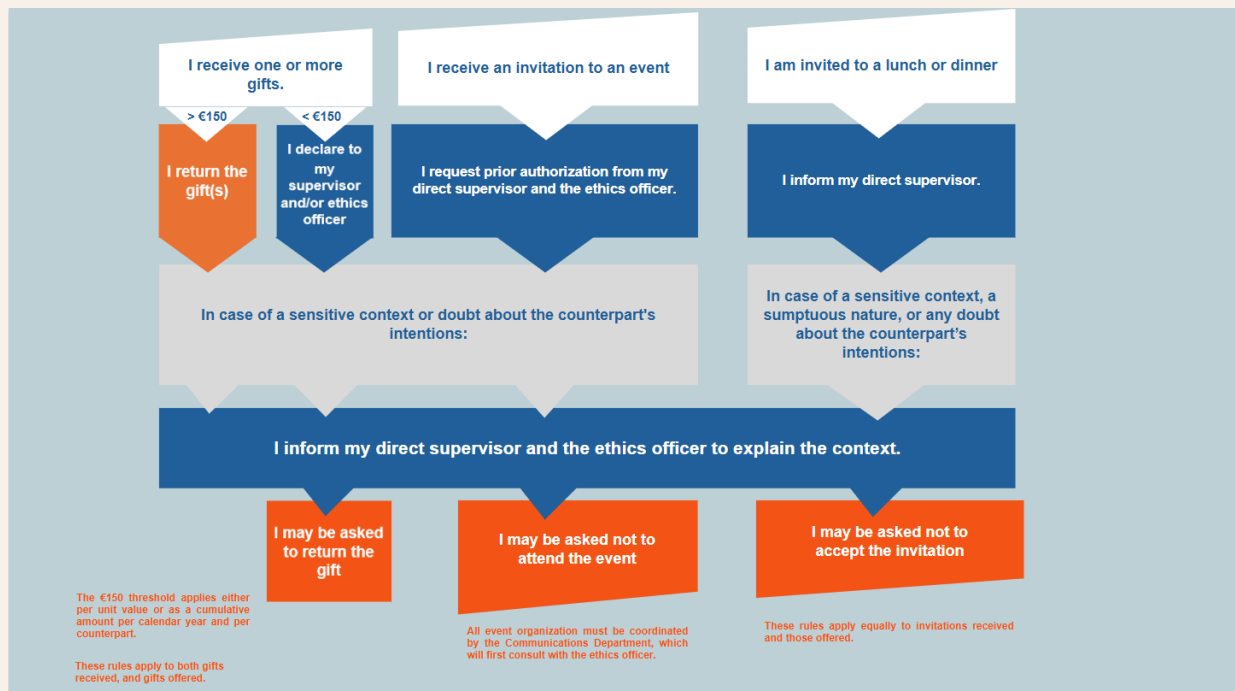 I receive one or more
gifts.
I receive an invitation to an event
I am invited to a lunch or dinner
> €150
< €150
I return the
gift(s)
I declare to
my
supervisor
and/or ethics
officer
I request prior authorization from my
direct supervisor and the ethics officer.
I inform my direct supervisor.
In case of a sensitive context or doubt about the counterpart's
intentions:
In case of a sensitive context, a
sumptuous nature, or any doubt
about the counterpart’s
intentions:
I inform my direct supervisor and the ethics officer to explain the context.
I may be asked
to return the
gift
I may be asked not to
attend the event
I may be asked not to
accept the invitation
The €150 threshold applies either
per unit value or as a cumulative
amount per calendar year and per
counterpart.
These rules apply to both gifts
received, and gifts offered.
All event organization must be coordinated
by the Communications Department, which
will first consult with the ethics officer.
These rules apply equally to invitations received
and those offered.